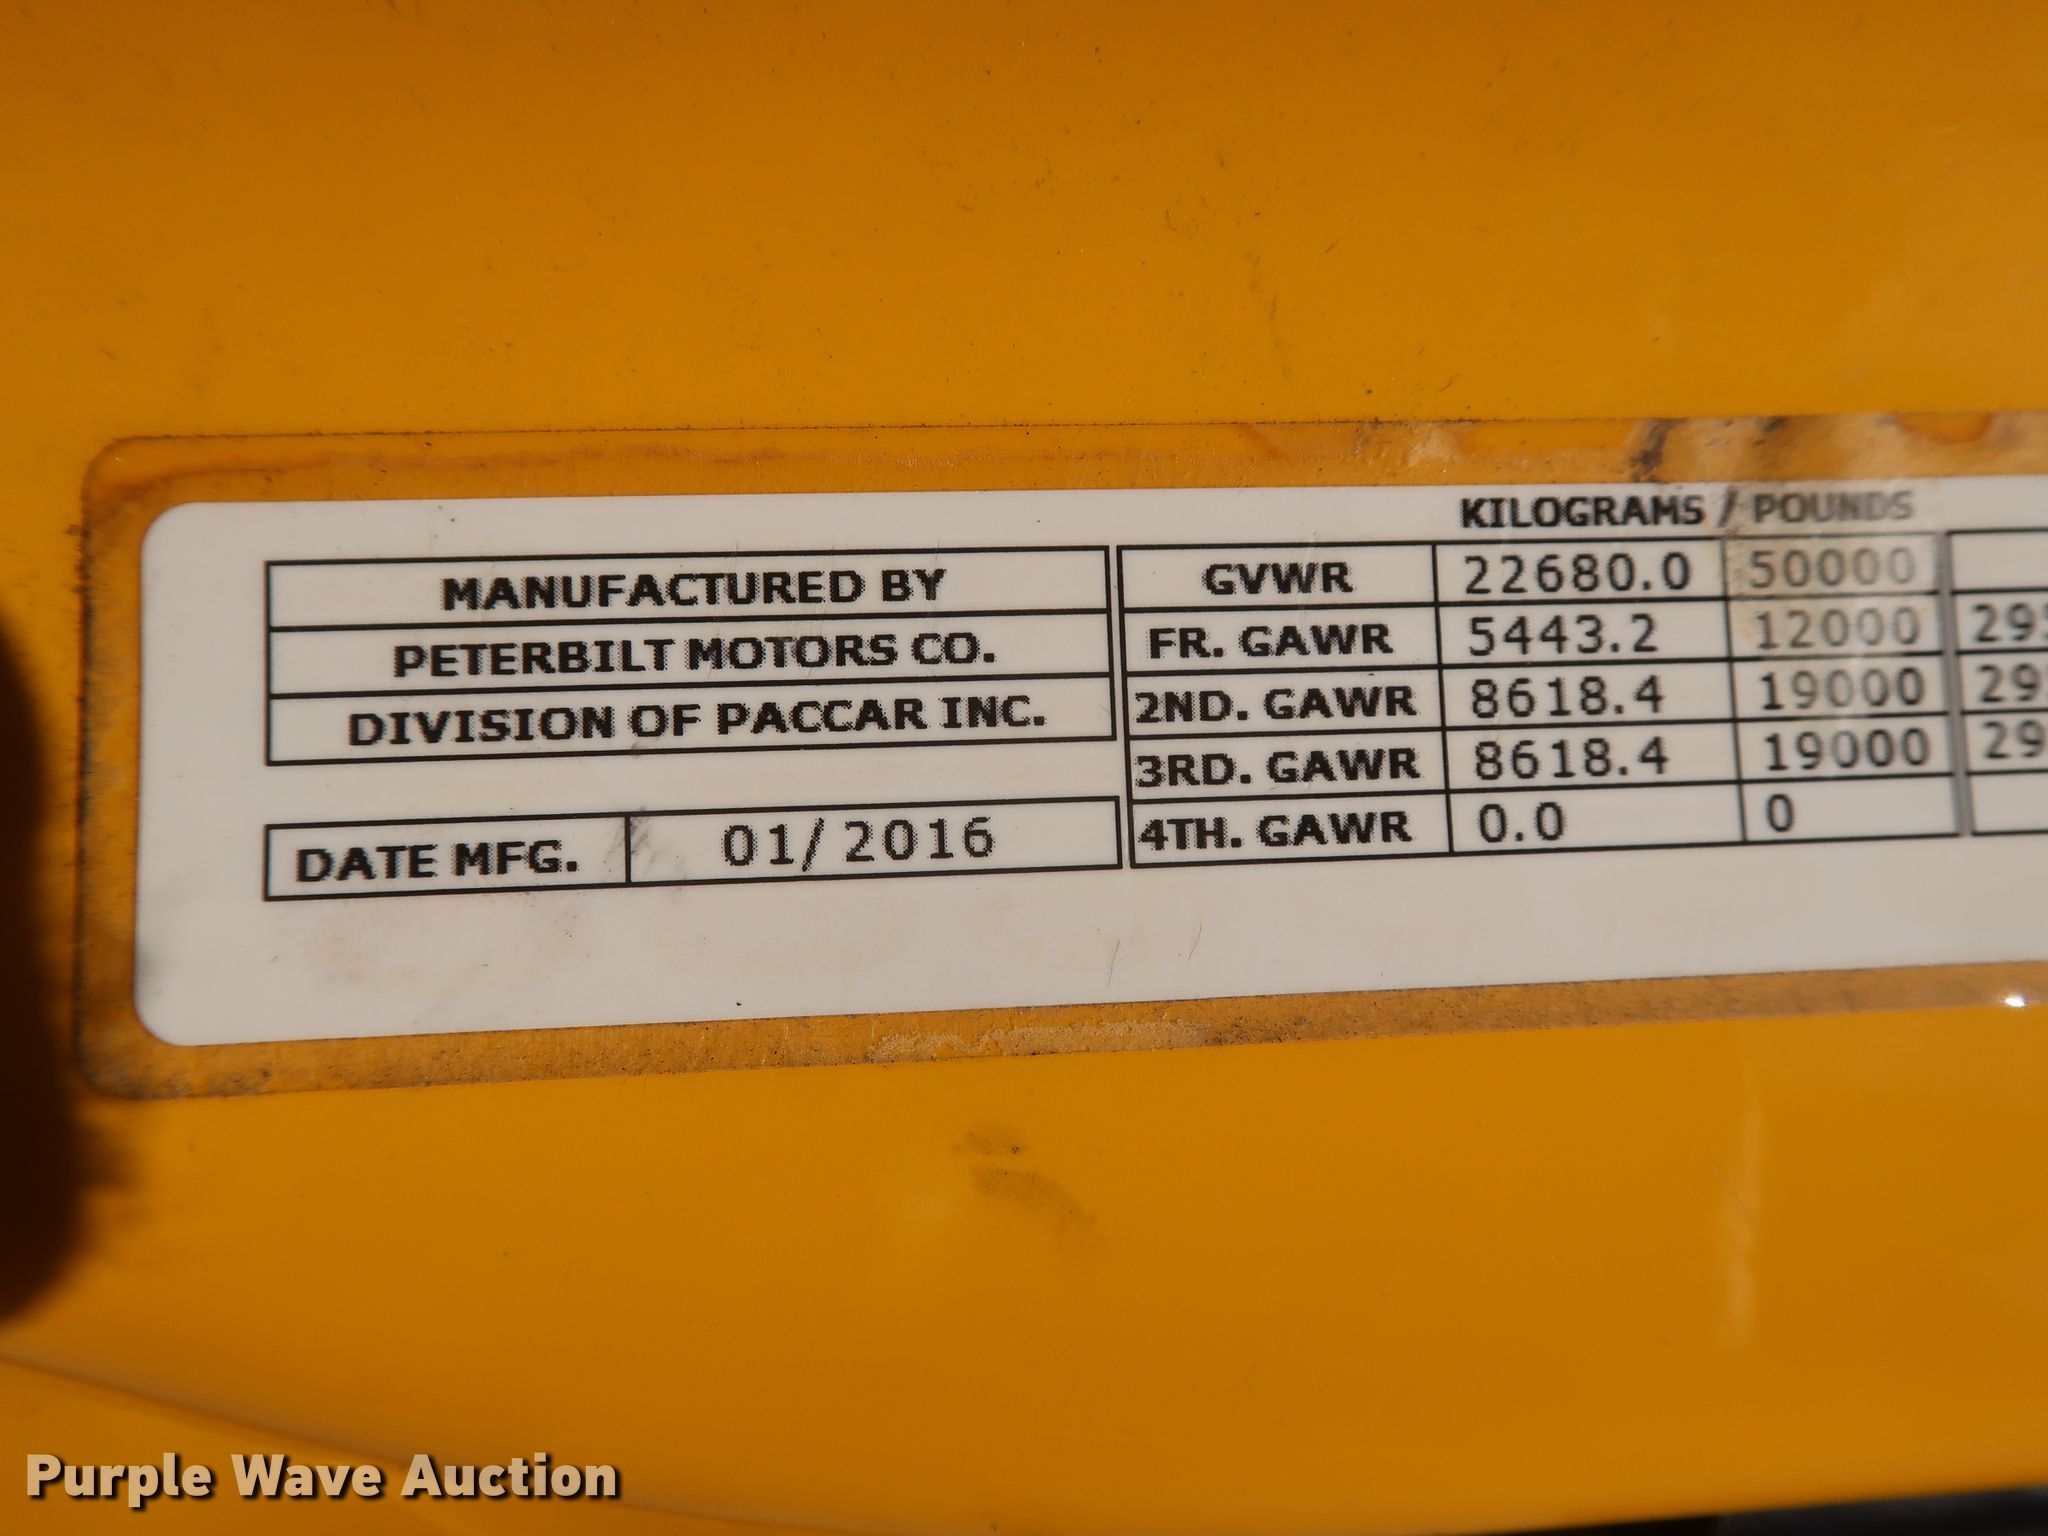 KILOGRAMS / POUNDS
MANUFACTURED BY
PETERBILT MOTORS CO.
DIVISION OF PACCAR INC.
DATE MFG. 01/ 2016
GVWR 22680.0 50000
FR. GAWR 5443.2 12000
2ND. GAWR 8618.4 19000
3RD. GAWR 8618.4 19000
4TH. GAWR 0.0 0
Purple Wave Auction